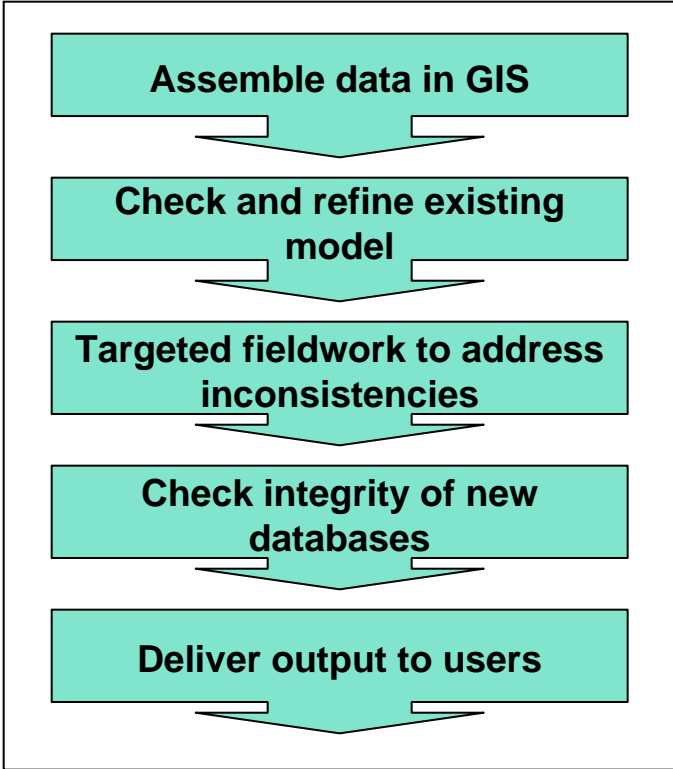 Assemble data in GIS
Check and refine existing
model
Targeted fieldwork to address
inconsistencies
Check integrity of new
databases
Deliver output to users